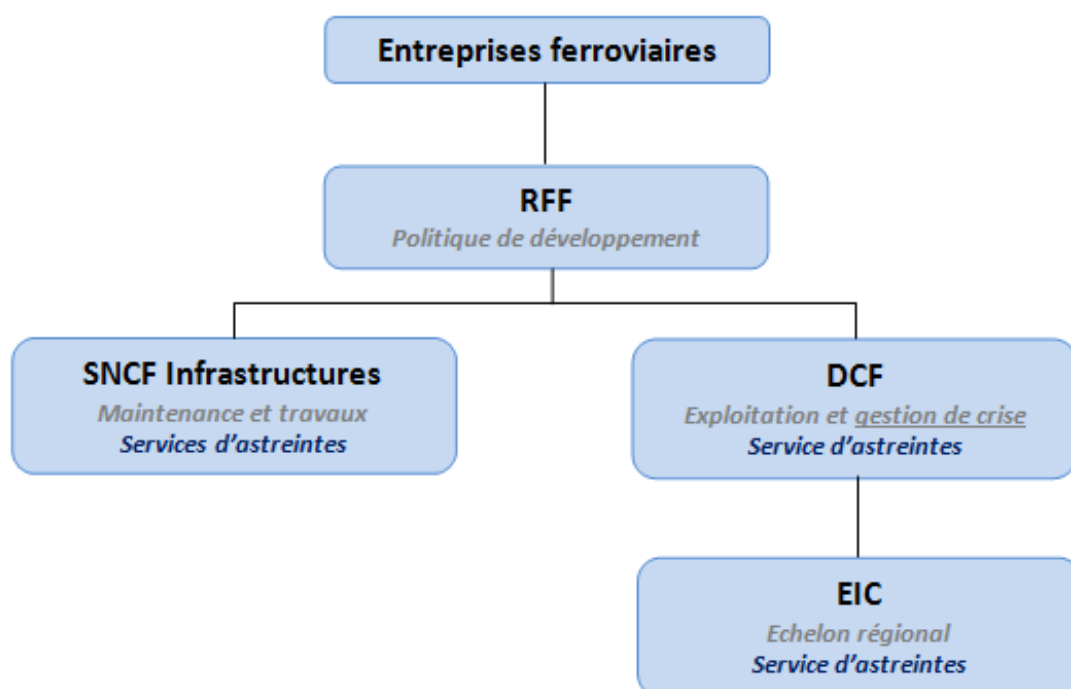 Entreprises ferroviaires
RFF
Politique de développement
SNCF Infrastructures
Maintenance et travaux
Services d'astreintes
DCF
Exploitation et gestion de crise
Service d'astreintes
EIC
Echelon régional
Service d'astreintes